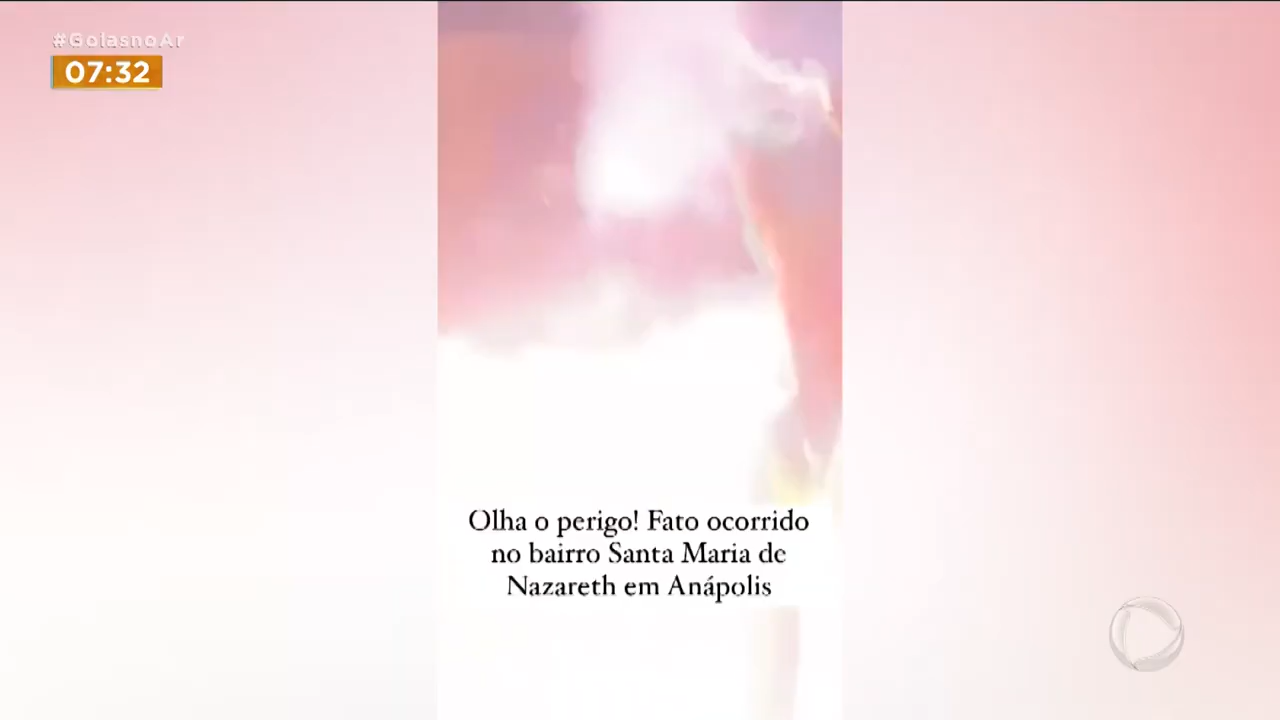 #GoiasnoAr
07:32
Olha o perigo! Fato ocorrido
no bairro Santa Maria de
Nazareth em Anápolis